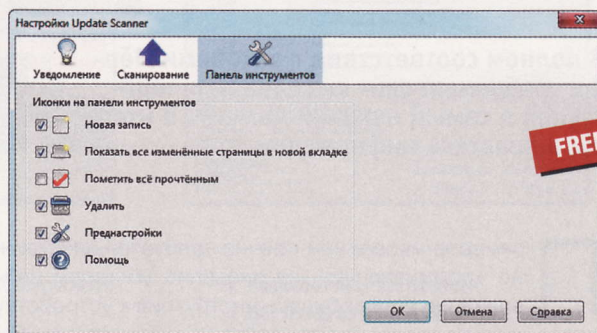 Настройки Update Scanner
Уведомление Сканирование Панель инструментов
Иконки на панели инструментов
Новая запись
Показать все изменённые страницы в новой вкладке
Пометить всё прочтённым
Удалить
Преднастройки
Помощь
OK Отмена Справка